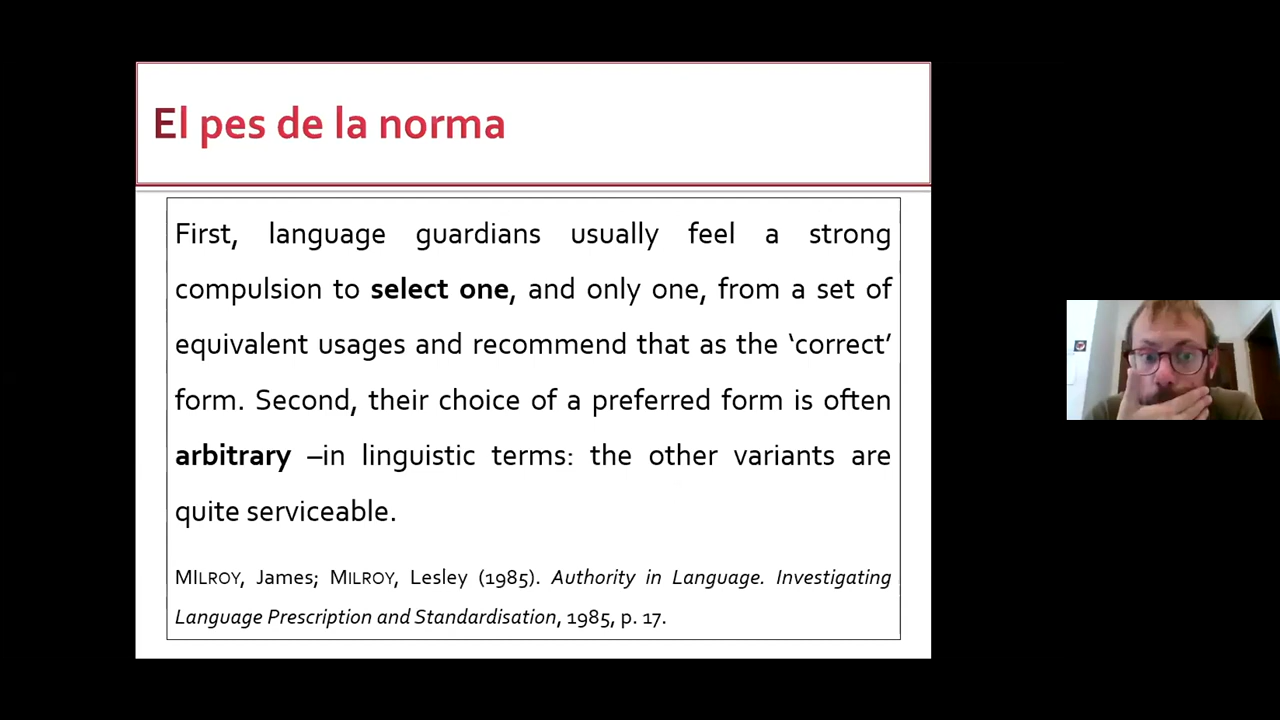 El pes de la norma
First, language guardians usually feel a strong
compulsion to select one, and only one, from a set of
equivalent usages and recommend that as the ‘correct’
form. Second, their choice of a preferred form is often
arbitrary –in linguistic terms: the other variants are
quite serviceable.
MILROY, James; MILROY, Lesley (1985). Authority in Language. Investigating
Language Prescription and Standardisation, 1985, p. 17.